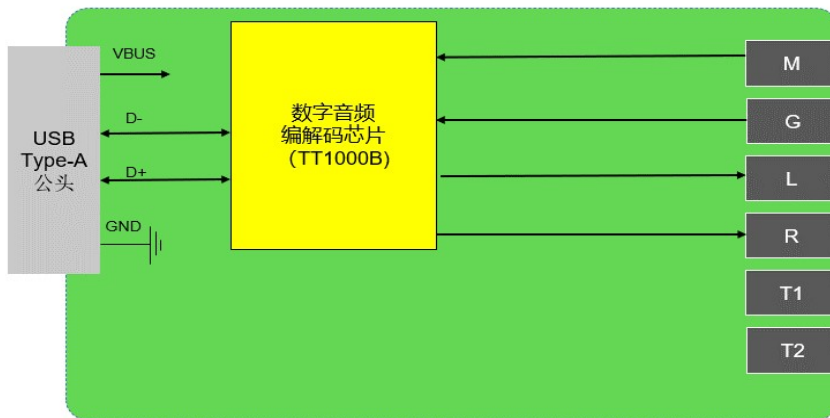 VBUS
D-
D+
GND
USB
Type-A
公头
数字音频
编解码芯片
（TT1000B)
M
G
L
R
T1
T2